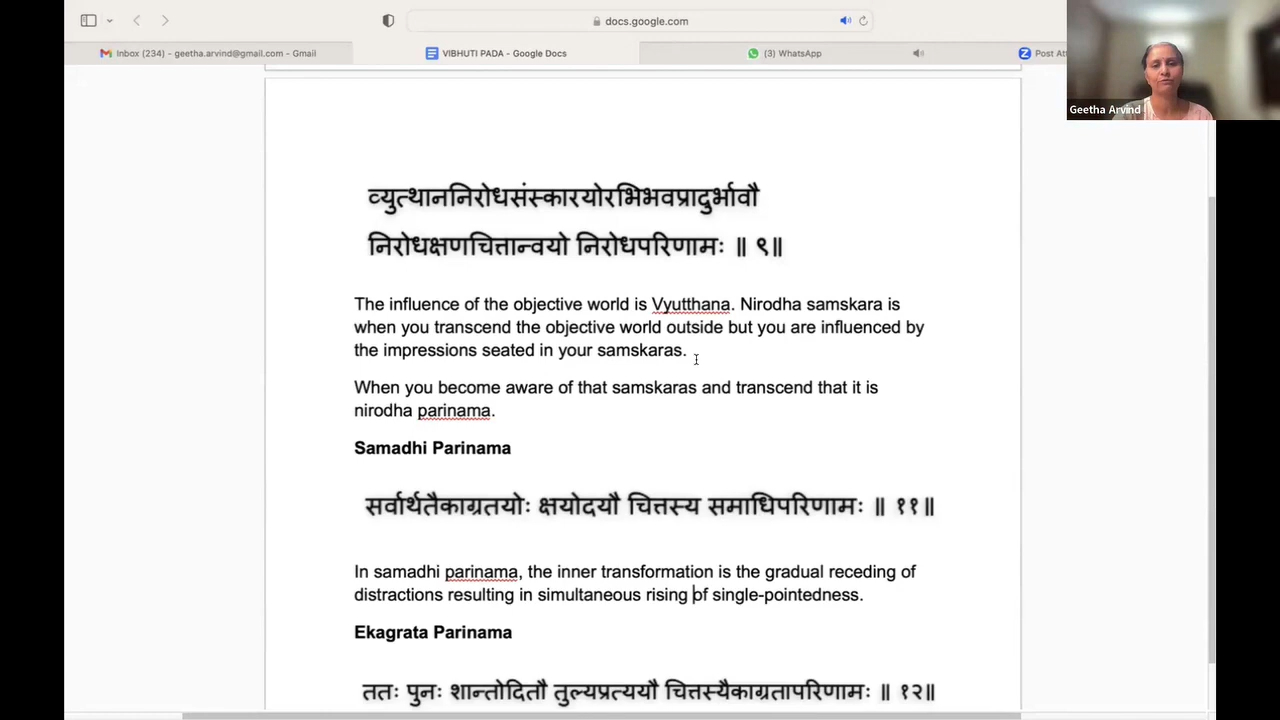 docs.google.com
Inbox (234) - geetha.arvind@gmail.com - Gmail
VIBHUTI PADA - Google Docs
(3) WhatsApp
Post Att
Geetha Arvind
व्युत्थाननिरोधसंस्कारयोरभिभवप्रादुर्भावौ
निरोधक्षणचित्तान्वयो निरोधपरिणामः ॥ ९॥
The influence of the objective world is Vyutthana. Nirodha samskara is
when you transcend the objective world outside but you are influenced by
the impressions seated in your samskaras.
When you become aware of that samskaras and transcend that it is
nirodha parinama.
Samadhi Parinama
सर्वार्थतैकाग्रतयोः क्षयोदयौ चित्तस्य समाधिपरिणामः ॥ ११॥
In samadhi parinama, the inner transformation is the gradual receding of
distractions resulting in simultaneous rising of single-pointedness.
Ekagrata Parinama
ततः पुनः शान्तोदितौ तुल्यप्रत्ययौ चित्तस्यैकाग्रतापरिणामः ॥ १२॥